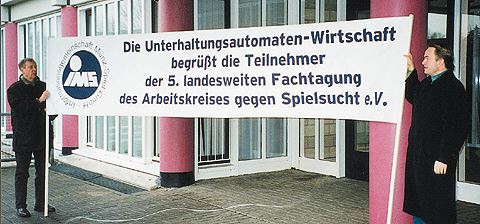 Die Unterhaltungsautomaten-Wirtschaft
begrüßt die Teilnehmer
der 5. landesweiten Fachtagung
des Arbeitskreises gegen Spielsucht e.V.
IMS